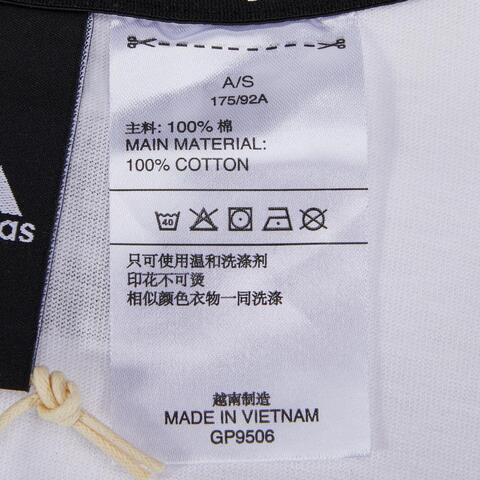 A/S
175/92A
主料: 100% 棉
MAIN MATERIAL:
100% COTTON
40
只可使用温和洗涤剂
印花不可烫
相似颜色衣物一同洗涤
das
越南制造
MADE IN VIETNAM
GP9506